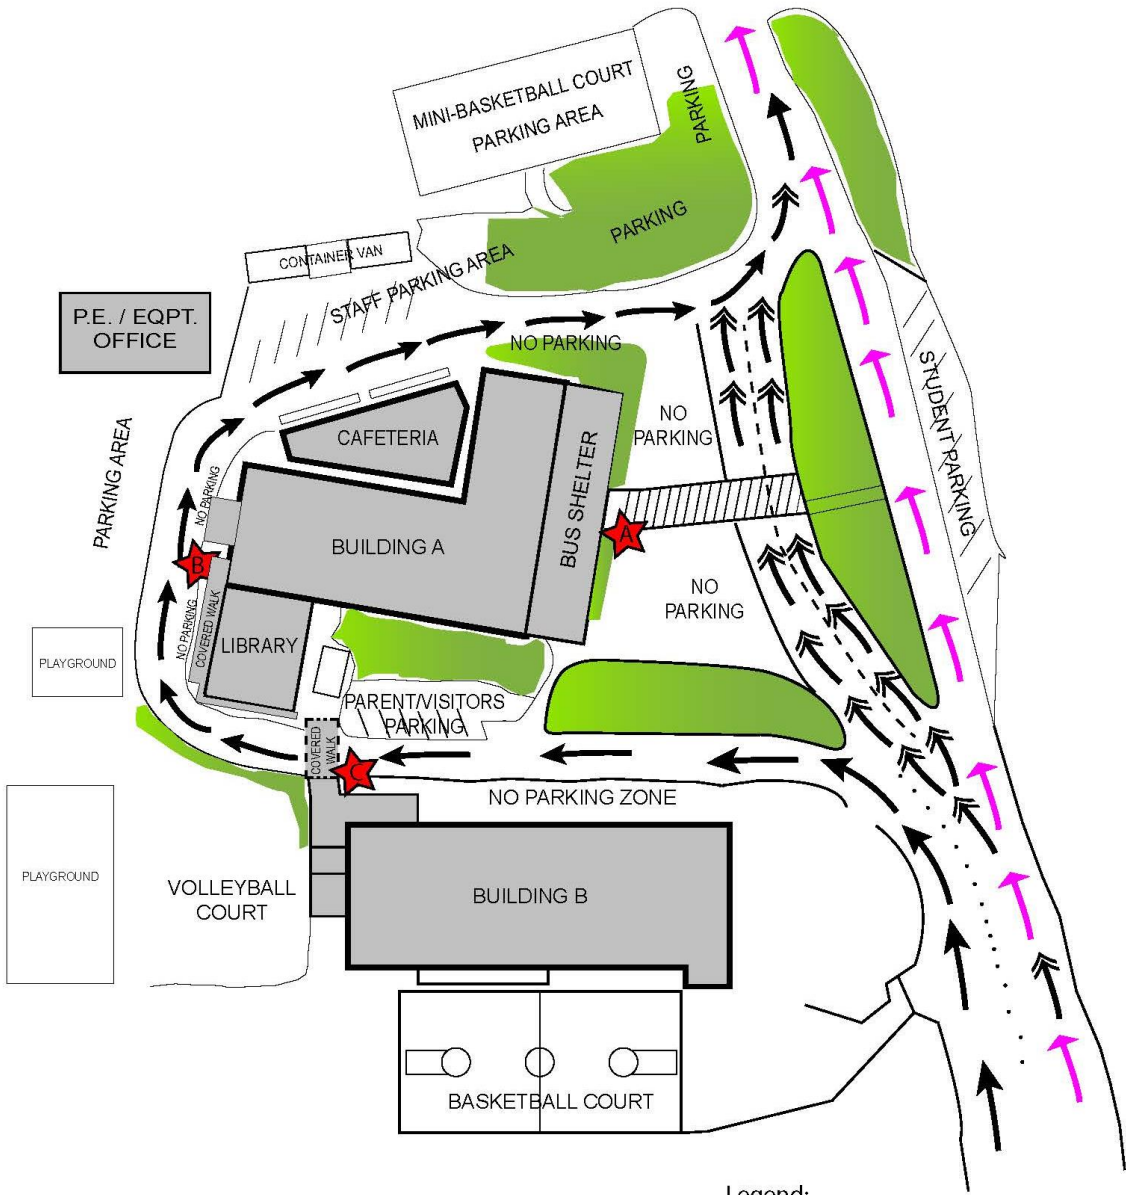 MINI-BASKETBALL COURT
PARKING AREA
PARKING
PARKING
CONTAINER VAN
STAFF PARKING AREA
P.E. / EQPT.
OFFICE
NO PARKING
STUDENT PARKING
NO
PARKING
CAFETERIA
PARKING AREA
NO PARKING
BUS SHELTER
BUILDING A
A
B
NO
PARKING
NO PARKING
COVERED WALK
LIBRARY
PLAYGROUND
PARENT/VISITORS
PARKING
COVERED
WALK
C
NO PARKING ZONE
PLAYGROUND
VOLLEYBALL
COURT
BUILDING B
BASKETBALL COURT
Legend: